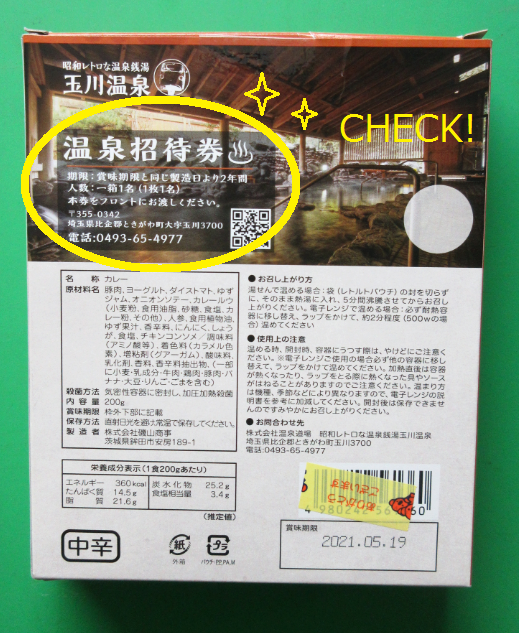 昭和レトロな温泉銭湯
玉川温泉
CHECK!
温泉招待券
期限:賞味期限と同じ製造日より2年間
人数:一箱1名(1枚1名)
本券をフロントにお渡しください。
〒355-0342
埼玉県比企郡ときがわ町大字玉川3700
電話:0493-65-4977
名 称 カレー
原材料名 豚肉、ヨーグルト、ダイストマト、ゆず
ジャム、オニオンソテー、カレールウ
(小麦粉、食用油脂、砂糖、食塩、カ
レー粉、その他)、人参、食用植物油、
ゆず果汁、香辛料、にんにく、しょう
が、食塩、チキンコンソメ/調味料
(アミノ酸等)、着色料(カラメル色
素)、増粘剤(グァーガム)、酸味料、
乳化剤、香料、香辛料抽出物、(一部
に小麦・乳成分・牛肉・鶏肉・豚肉・バ
ナナ・大豆・りんご・ごまを含む)
殺菌方法 気密性容器に密封し、加圧加熱殺菌
内容量 200g
賞味期限 枠外下部に記載
保存方法 直射日光を避け常温で保存してください。
製造者 株式会社磯山商事
茨城県鉾田市安房189-1
栄養成分表示(1食200gあたり)
エネルギー 360kcal 炭水化物 25.2g
たんぱく質 14.5g 食塩相当量 3.4g
脂質 21.6g
(推定値)
中辛
紙
外箱
プラ
パウチ:PE,PA,M
●お召し上がり方
湯せんで温める場合:袋(レトルトパウチ)の封を切らず
に、そのまま熱湯に入れ、5分間沸騰させてからお召し上
がりください。電子レンジで温める場合:必ず耐熱容
器に移し替え、ラップをかけて、約2分程度(500wの場
合)温めてください
●使用上の注意
温める時、開封時、容器にうつす際は、やけどにご注意く
ださい。※電子レンジご使用の場合必ず他の容器に移し
替えて、ラップをかけて温めてください。加熱直後は容器
が熱くなったり、ラップをとる際に熱くなった具やソース
がはねることがありますのでご注意ください。温まり方
は機種、季節などにより異なりますので、電子レンジの説
明書を参考に加減してください。開封後は保存できませ
んのですみやかにお召し上がりください。
●お問合わせ先
株式会社温泉道場 昭和レトロな温泉銭湯玉川温泉
埼玉県比企郡ときがわ町玉川3700
電話:0493-65-4977
ありがとう
ございます
賞味期限
2021.05.19